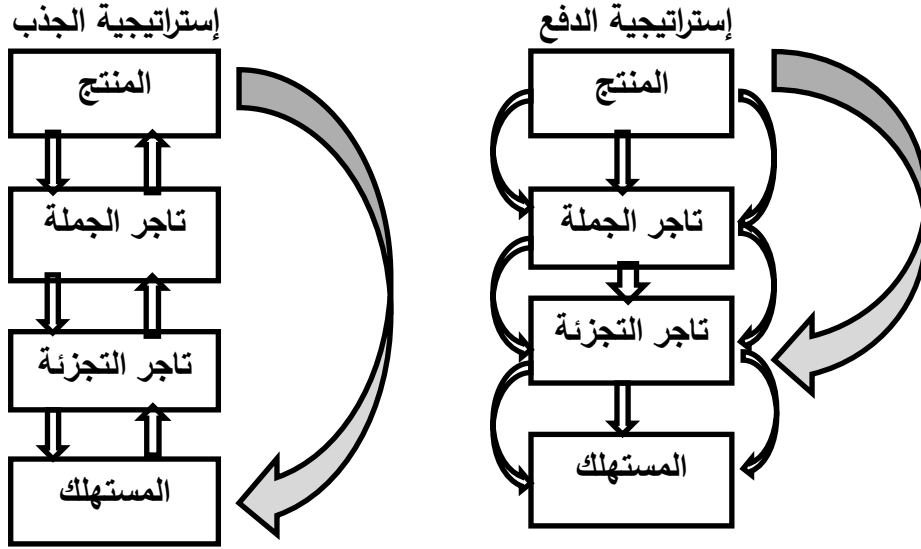 إستراتيجية الدفع
المنتج
تاجر الجملة
تاجر التجزئة
المستهلك
إستراتيجية الجذب
المنتج
تاجر الجملة
تاجر التجزئة
المستهلك